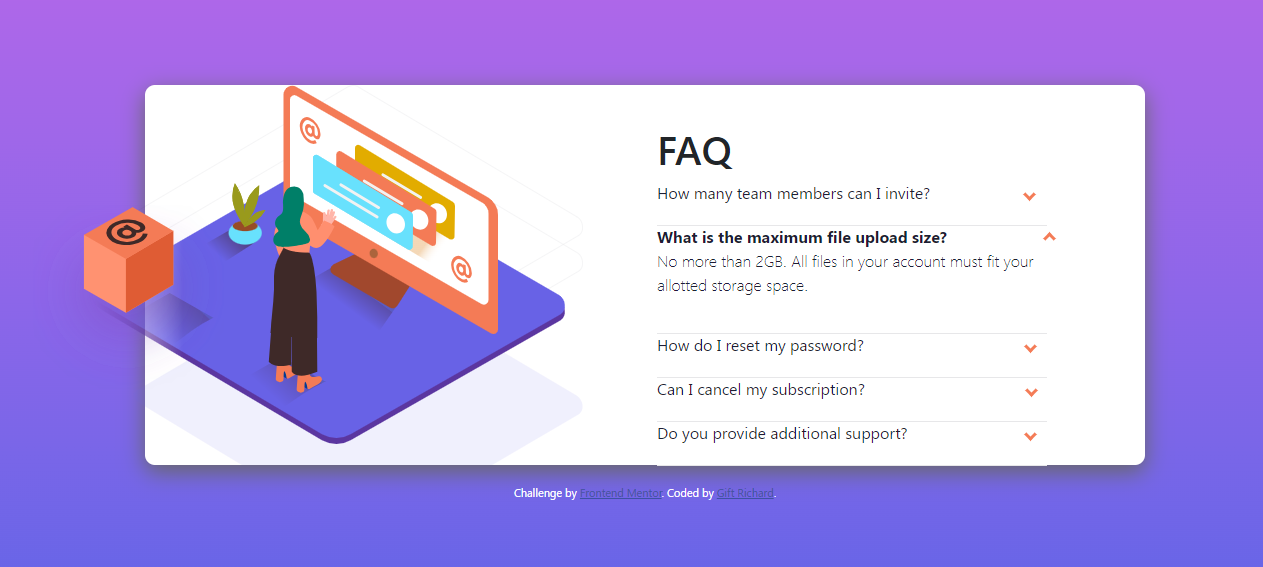 @
@
@
FAQ
How many team members can I invite?
What is the maximum file upload size?
No more than 2GB. All files in your account must fit your
allotted storage space.
How do I reset my password?
Can I cancel my subscription?
Do you provide additional support?
Challenge by Frontend Mentor. Coded by Gift Richard.